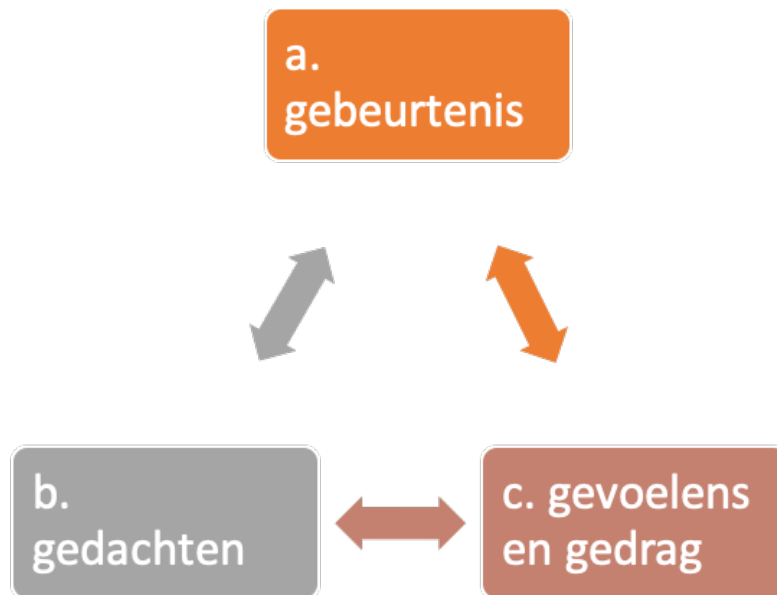 a.
gebeurtenis
b.
gedachten
c. gevoelens
en gedrag